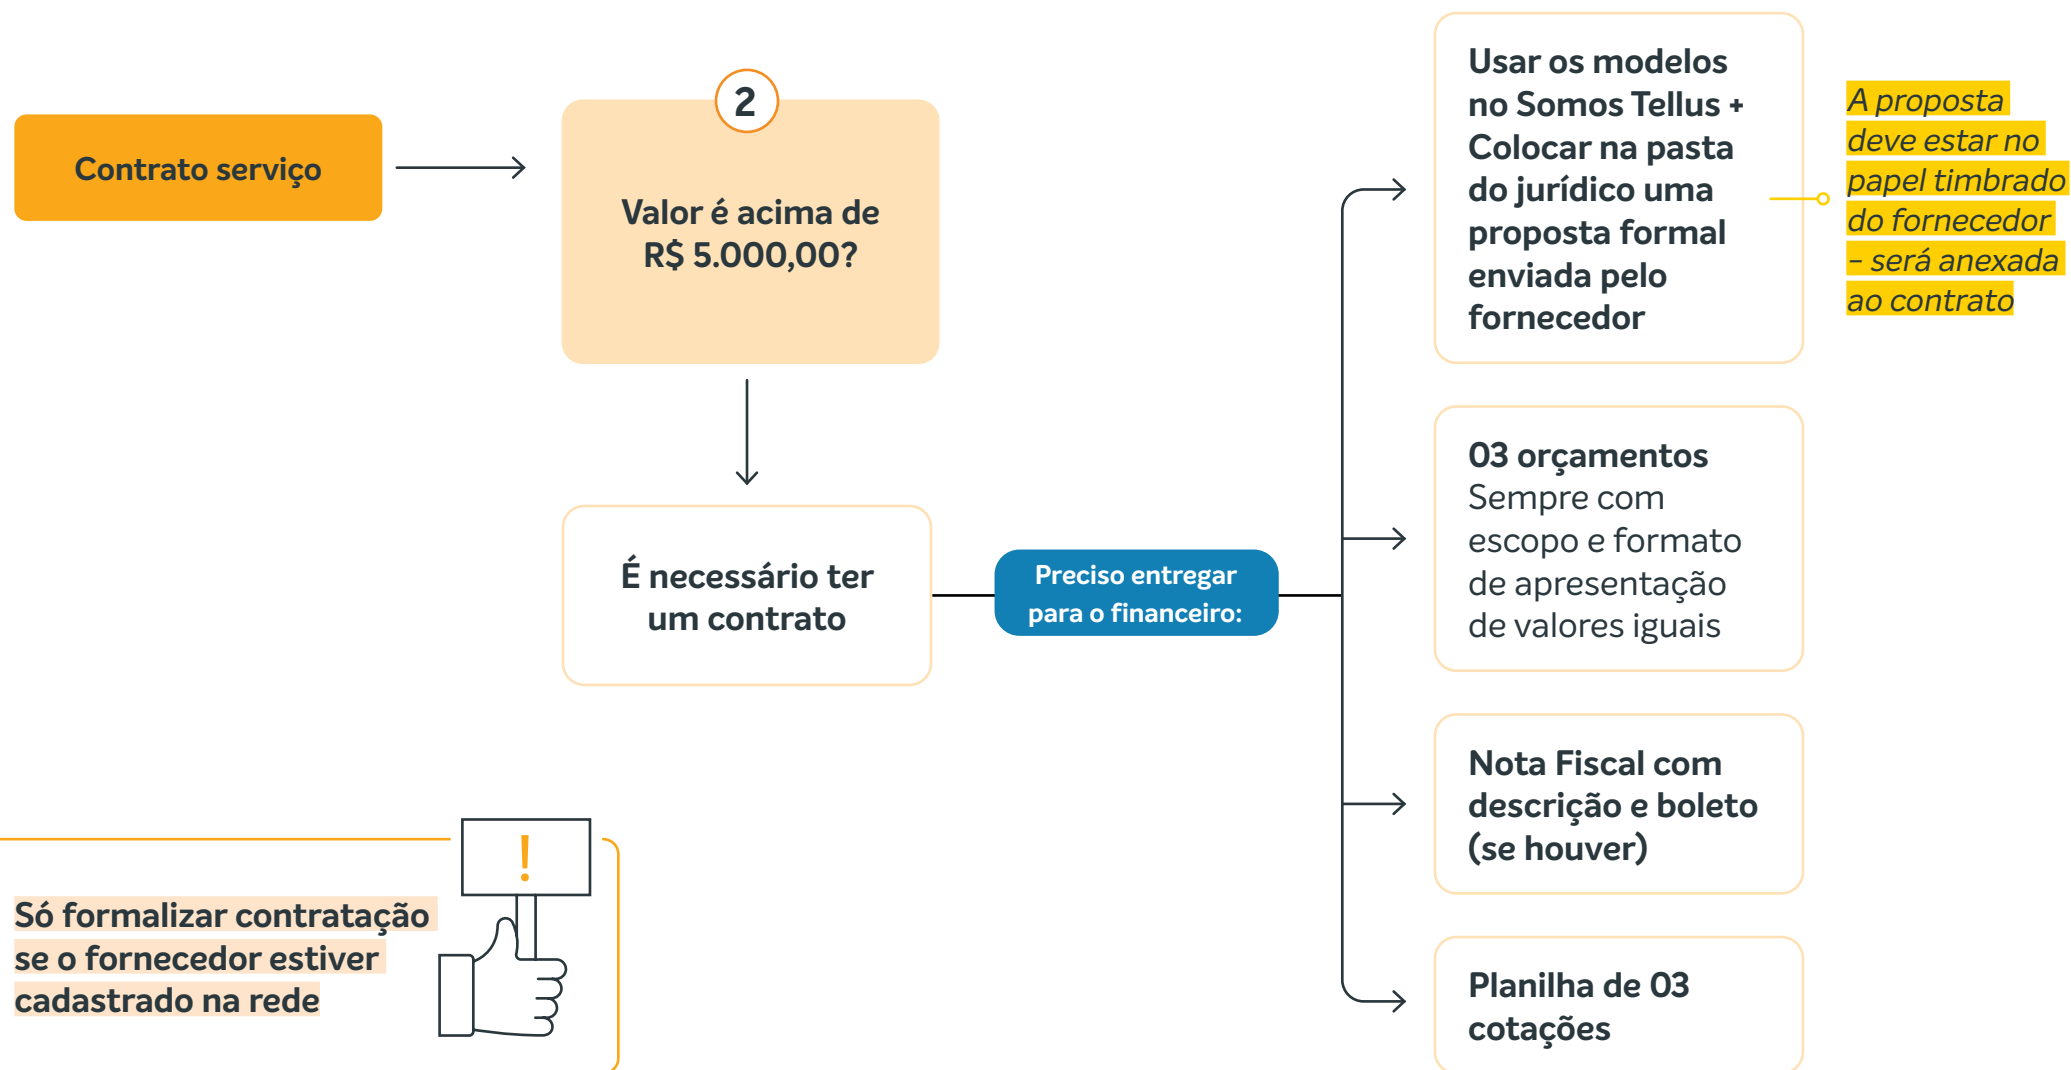 Contrato serviço
2
Valor é acima de
R$ 5.000,00?
É necessário ter
um contrato
Preciso entregar
para o financeiro:
Usar os modelos
no Somos Tellus +
Colocar na pasta
do jurídico uma
proposta formal
enviada pelo
fornecedor
A proposta
deve estar no
papel timbrado
do fornecedor
– será anexada
ao contrato
03 orçamentos
Sempre com
escopo e formato
de apresentação
de valores iguais
Nota Fiscal com
descrição e boleto
(se houver)
Planilha de 03
cotações
!
Só formalizar contratação
se o fornecedor estiver
cadastrado na rede